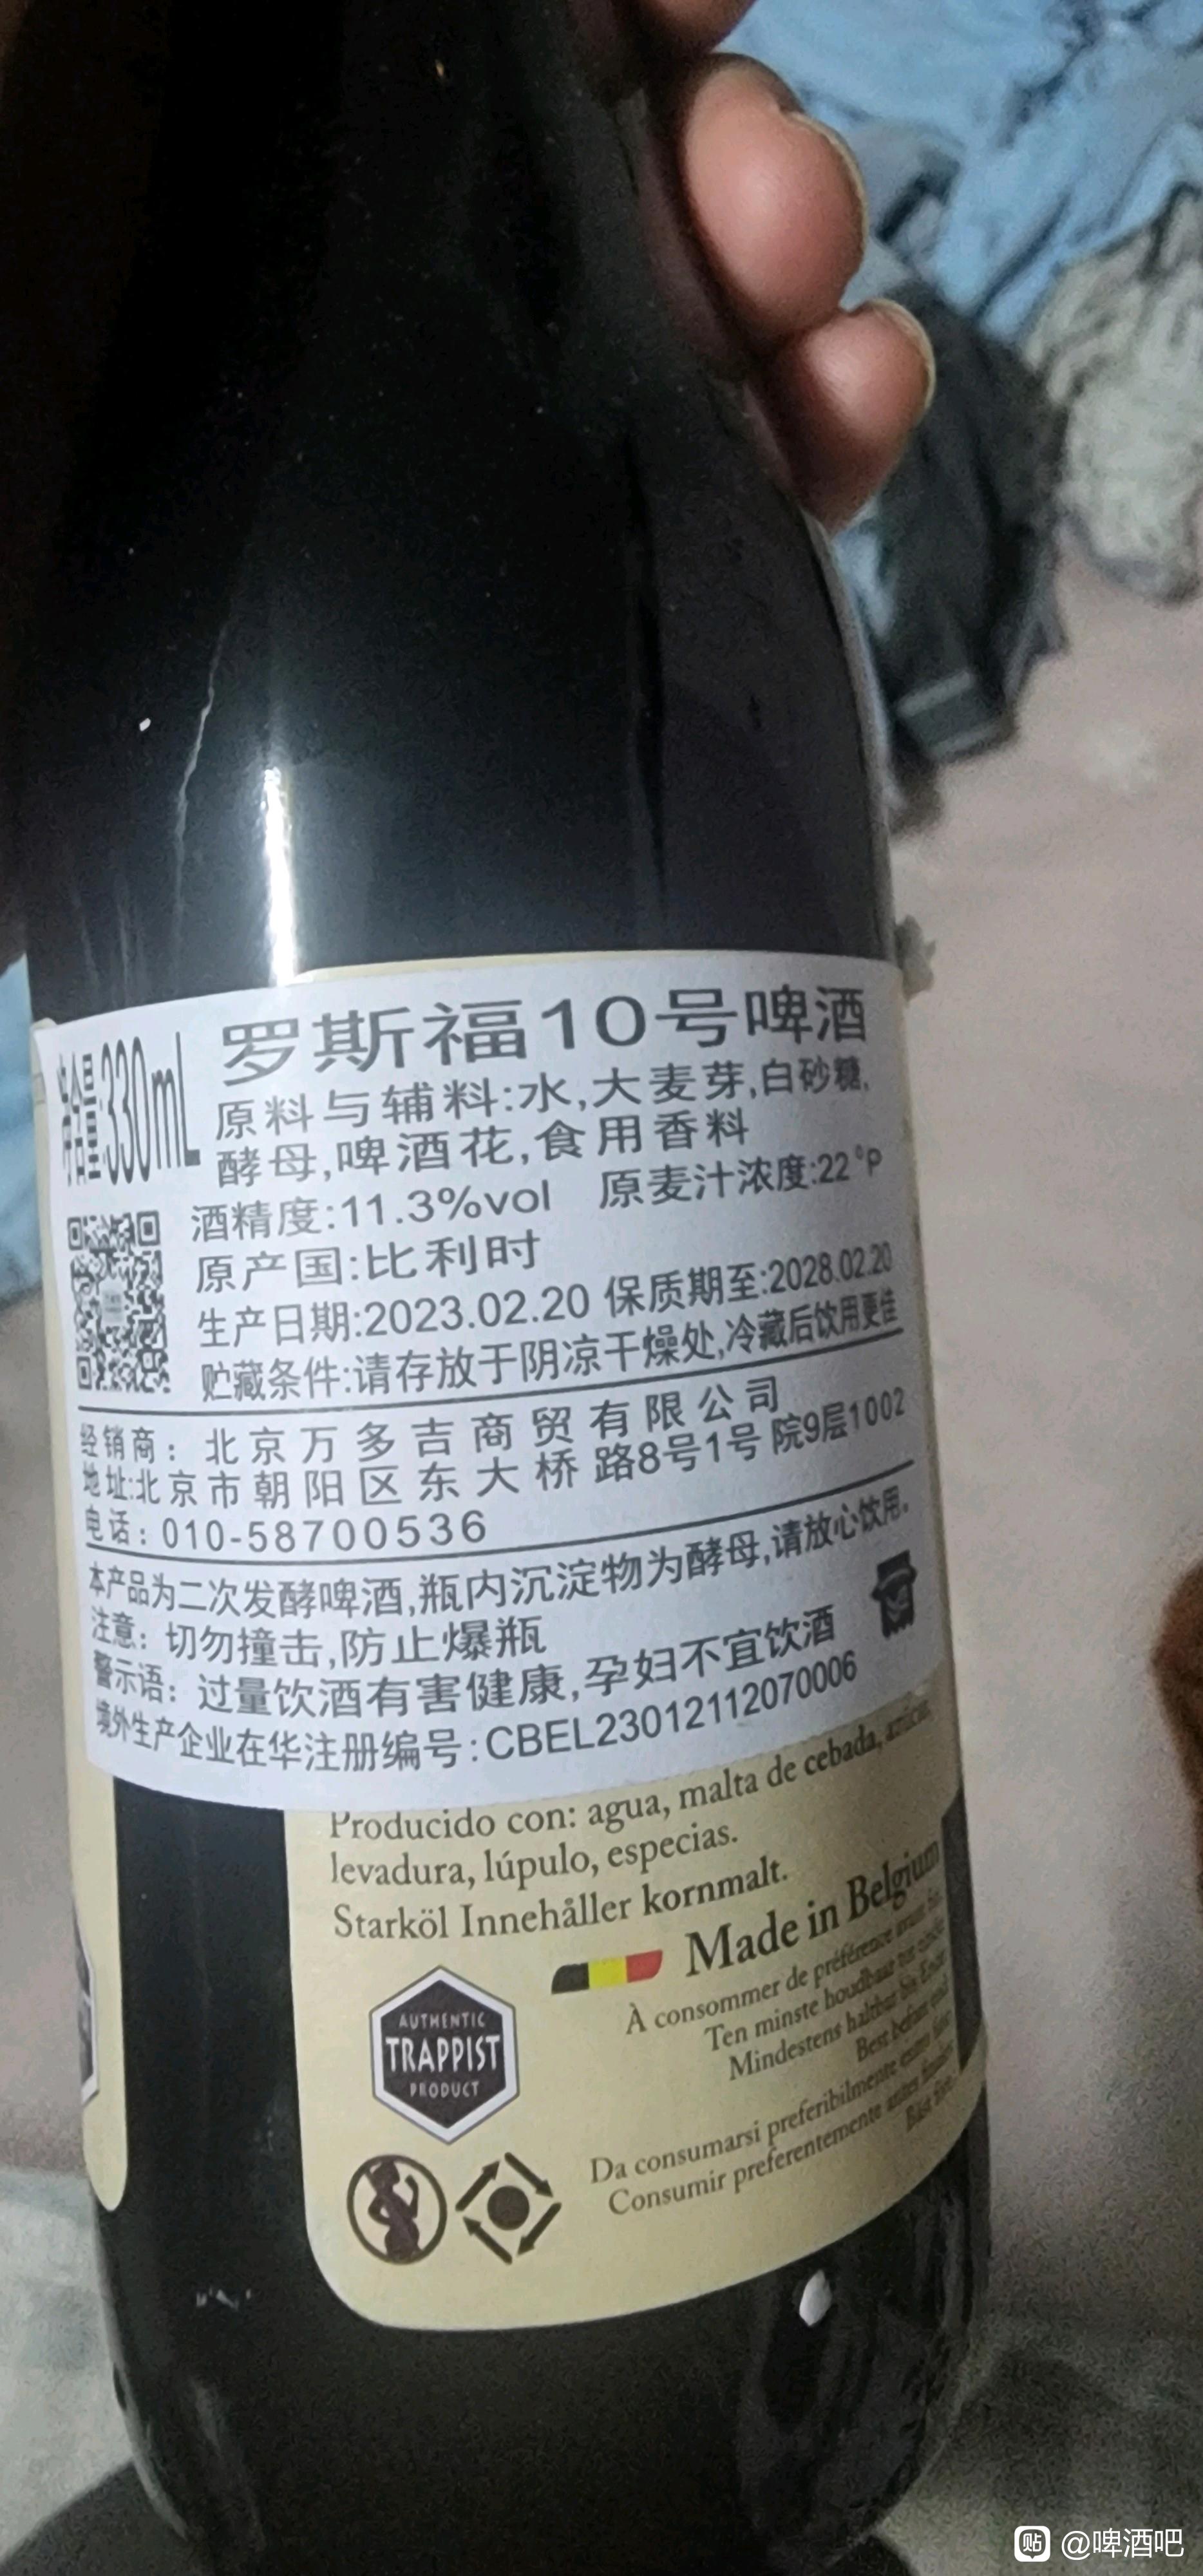 净含量:330mL
罗斯福10号啤酒
原料与辅料:水,大麦芽,白砂糖,
酵母,啤酒花,食用香料
酒精度:11.3%vol 原麦汁浓度:22°P
原产国:比利时
生产日期:2023.02.20 保质期至:2028.02.20
贮藏条件:请存放于阴凉干燥处,冷藏后饮用更佳
经销商：北京万多吉商贸有限公司
地址:北京市朝阳区东大桥路8号1号院9层1002
电话：010-58700536
本产品为二次发酵啤酒,瓶内沉淀物为酵母,请放心饮用。
注意：切勿撞击,防止爆瓶
警示语：过量饮酒有害健康,孕妇不宜饮酒
境外生产企业在华注册编号:CBEL23012112070006
Producido con: agua, malta de cebada, azúcar,
levadura, lúpulo, especias.
Starköl Innehåller kornmalt.
Made in Belgium
À consommer de préférence avant fin:
Ten minste houdbaar tot einde:
Mindestens haltbar bis Ende:
Best before end:
Da consumarsi preferibilmente entro fine:
Consumir preferentemente antes fin de:
Bäst före:
AUTHENTIC
TRAPPIST
PRODUCT
贴 @啤酒吧